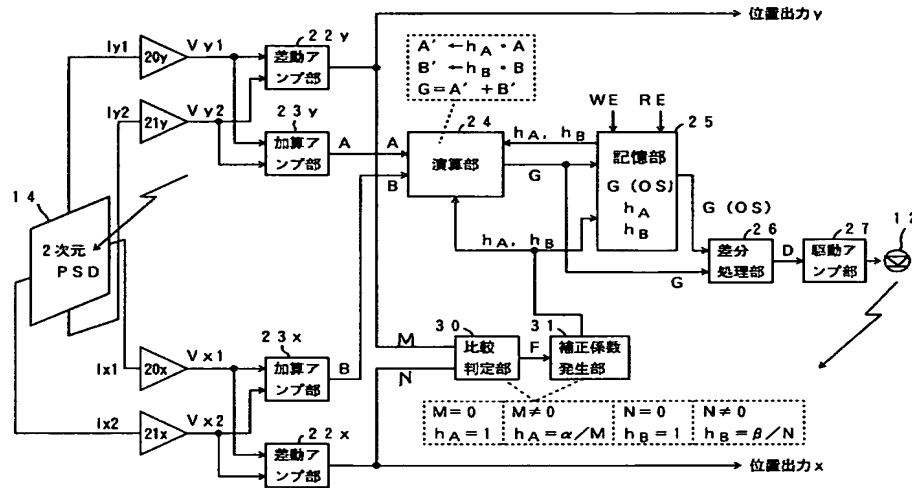 位置出力y
Iy1
20y
Vy1
22y
差動ア
ンプ部
Iy2
21y
Vy2
23y
加算ア
ンプ部
A
A
B
A′ ←hA・A
B′ ←hB・B
G=A′ +B′
24
演算部
hA, hB
G
WE
RE
25
記憶部
G (OS)
hA
hB
G (OS)
hA, hB
G
26
差分
処理部
D
27
駆動ア
ンプ部
14
2次元
PSD
Ix1
20x
Vx1
23x
加算ア
ンプ部
B
Ix2
21x
Vx2
22x
差動ア
ンプ部
M
N
30
比較
判定部
F
31
補正係数
発生部
M=0
hA=1
M≠0
hA=α/M
N=0
hB=1
N≠0
hB=β/N
位置出力x